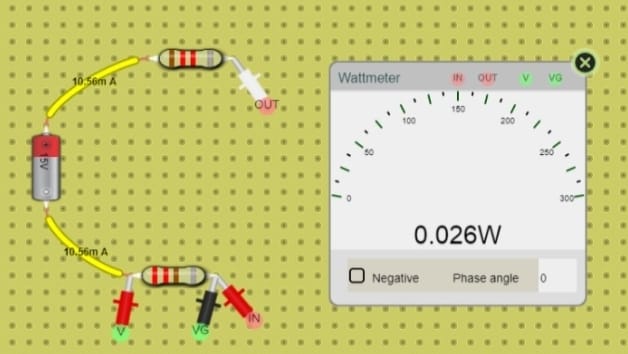 10.56m A
OUT
15V
10.56m A
V
VG
IN
Wattmeter IN OUT V VG
0
50
100
150
200
250
300
0.026W
Negative Phase angle 0